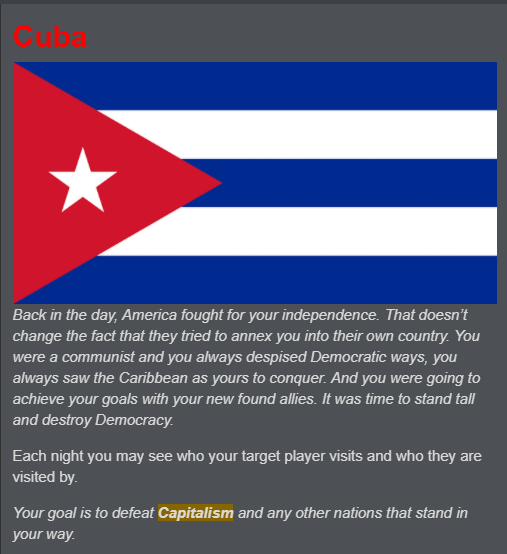 Cuba
Back in the day, America fought for your independence. That doesn't
change the fact that they tried to annex you into their own country. You
were a communist and you always despised Democratic ways, you
always saw the Caribbean as yours to conquer. And you were going to
achieve your goals with your new found allies. It was time to stand tall
and destroy Democracy.
Each night you may see who your target player visits and who they are
visited by.
Your goal is to defeat Capitalism and any other nations that stand in
your way.